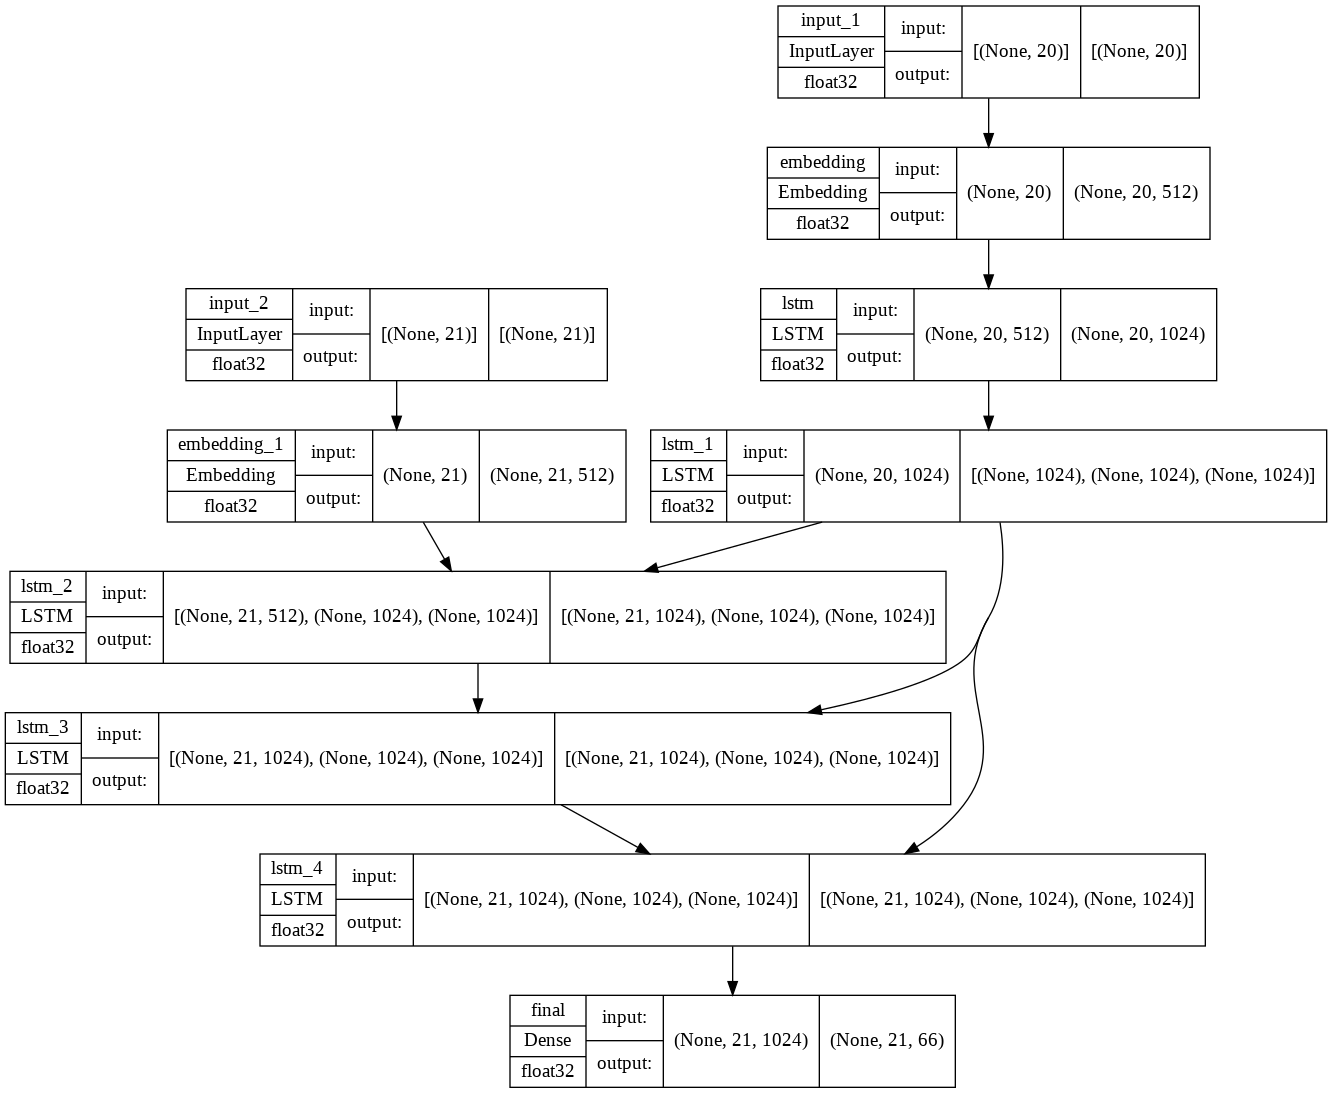 input_1
InputLayer
float32
input:
output:
[(None, 20)]
[(None, 20)]
embedding
Embedding
float32
input:
output:
(None, 20)
(None, 20, 512)
input_2
InputLayer
float32
input:
output:
[(None, 21)]
[(None, 21)]
lstm
LSTM
float32
input:
output:
(None, 20, 512)
(None, 20, 1024)
embedding_1
Embedding
float32
input:
output:
(None, 21)
(None, 21, 512)
lstm_1
LSTM
float32
input:
output:
(None, 20, 1024)
[(None, 1024), (None, 1024), (None, 1024)]
lstm_2
LSTM
float32
input:
output:
[(None, 21, 512), (None, 1024), (None, 1024)]
[(None, 21, 1024), (None, 1024), (None, 1024)]
lstm_3
LSTM
float32
input:
output:
[(None, 21, 1024), (None, 1024), (None, 1024)]
[(None, 21, 1024), (None, 1024), (None, 1024)]
lstm_4
LSTM
float32
input:
output:
[(None, 21, 1024), (None, 1024), (None, 1024)]
[(None, 21, 1024), (None, 1024), (None, 1024)]
final
Dense
float32
input:
output:
(None, 21, 1024)
(None, 21, 66)